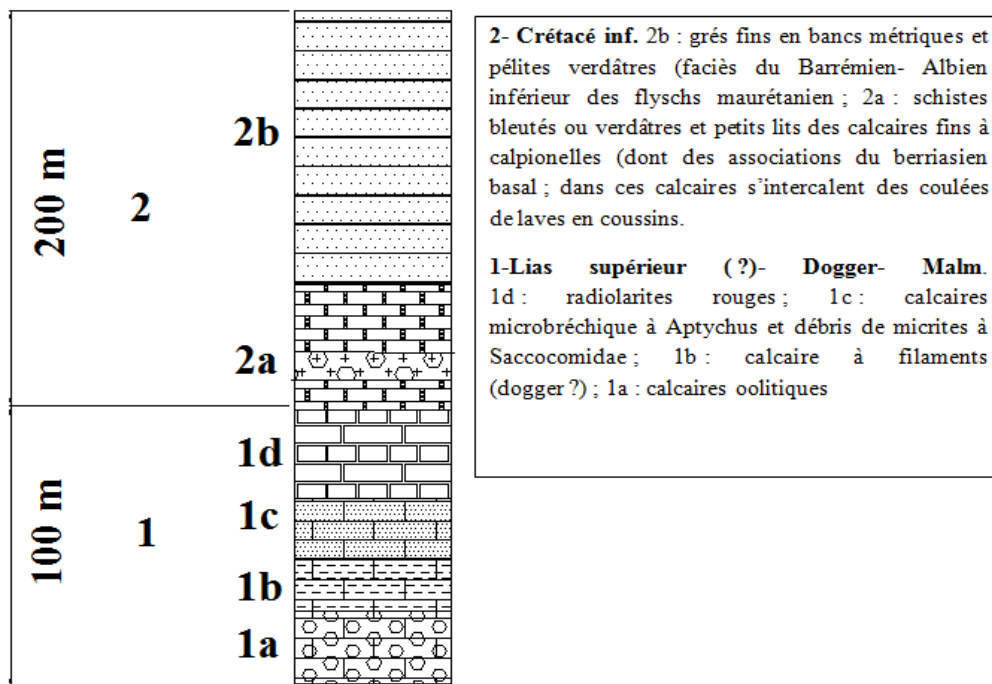 200 m
2
2b
2a
100 m
1
1d
1c
1b
1a
2- Crétacé inf. 2b : grés fins en bancs métriques et
pélites verdâtres (faciès du Barrémien- Albien
inférieur des flyschs maurétanien ; 2a : schistes
bleutés ou verdâtres et petits lits des calcaires fins à
calpionelles (dont des associations du berriasien
basal ; dans ces calcaires s’intercalent des coulées
de laves en coussins.
1-Lias supérieur (?)- Dogger- Malm.
1d : radiolarites rouges ; 1c : calcaires
microbréchique à Aptychus et débris de micrites à
Saccocomidae ; 1b : calcaire à filaments
(dogger ?) ; 1a : calcaires oolitiques